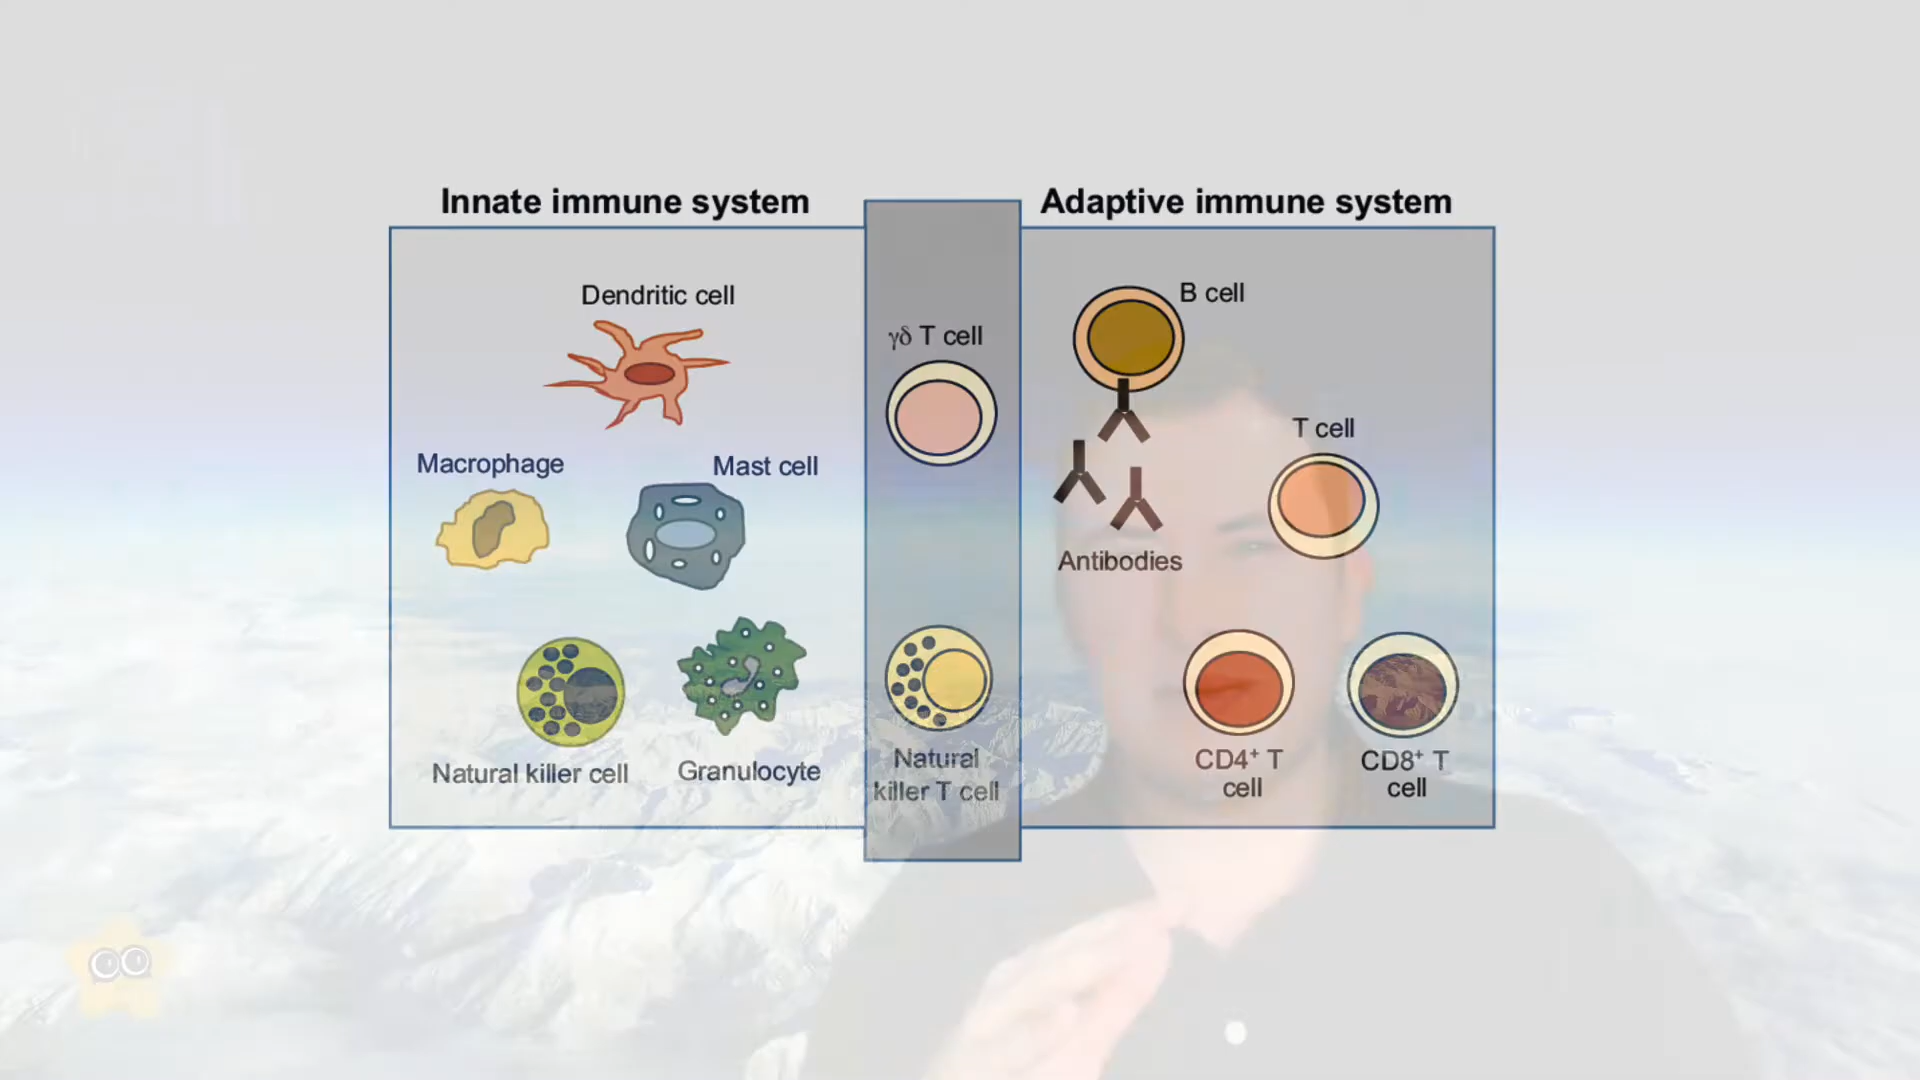 Innate immune system
Adaptive immune system
Dendritic cell
B cell
γδ T cell
T cell
Macrophage
Mast cell
Antibodies
Natural killer cell
Granulocyte
Natural
killer T cell
CD4⁺ T
cell
CD8⁺ T
cell